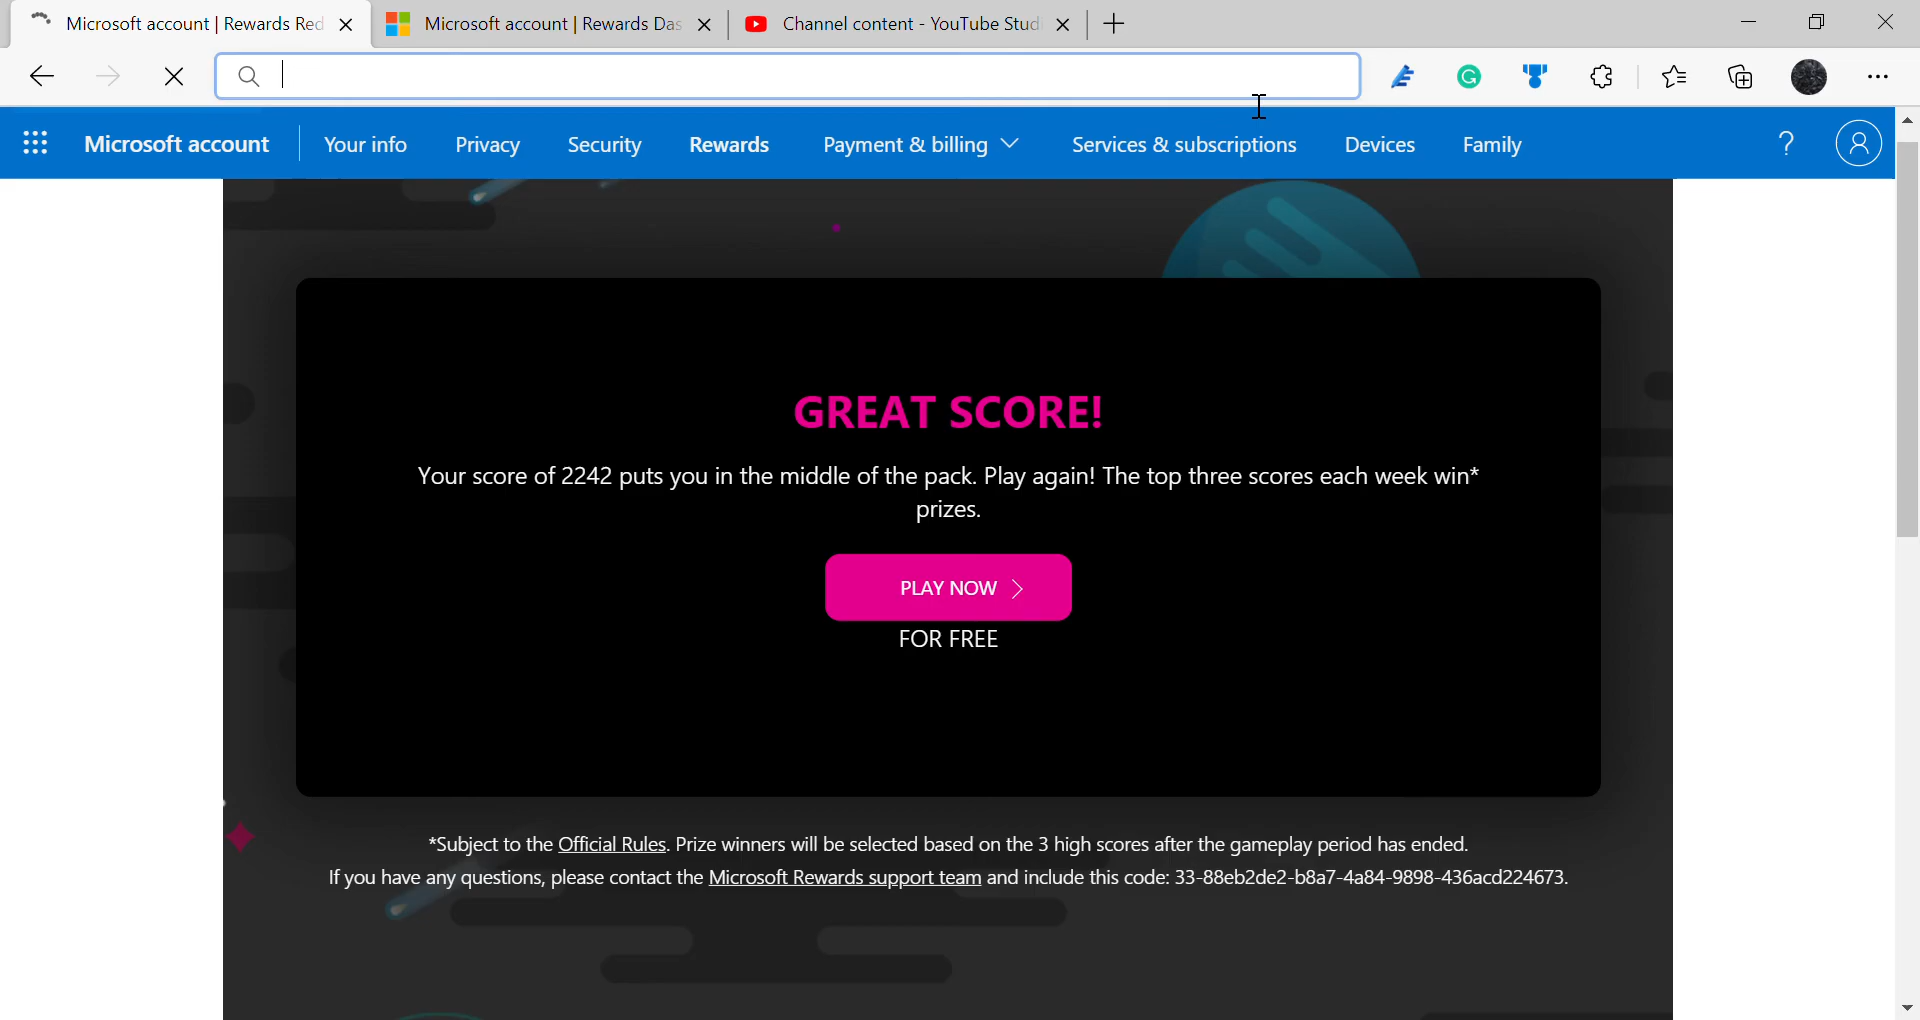 Microsoft account | Rewards Red
Microsoft account | Rewards Das
Channel content - YouTube Studi
Microsoft account
Your info
Privacy
Security
Rewards
Payment & billing
Services & subscriptions
Devices
Family
?
GREAT SCORE!
Your score of 2242 puts you in the middle of the pack. Play again! The top three scores each week win*
prizes.
PLAY NOW
FOR FREE
*Subject to the Official Rules. Prize winners will be selected based on the 3 high scores after the gameplay period has ended.
If you have any questions, please contact the Microsoft Rewards support team and include this code: 33-88eb2de2-b8a7-4a84-9898-436acd224673.